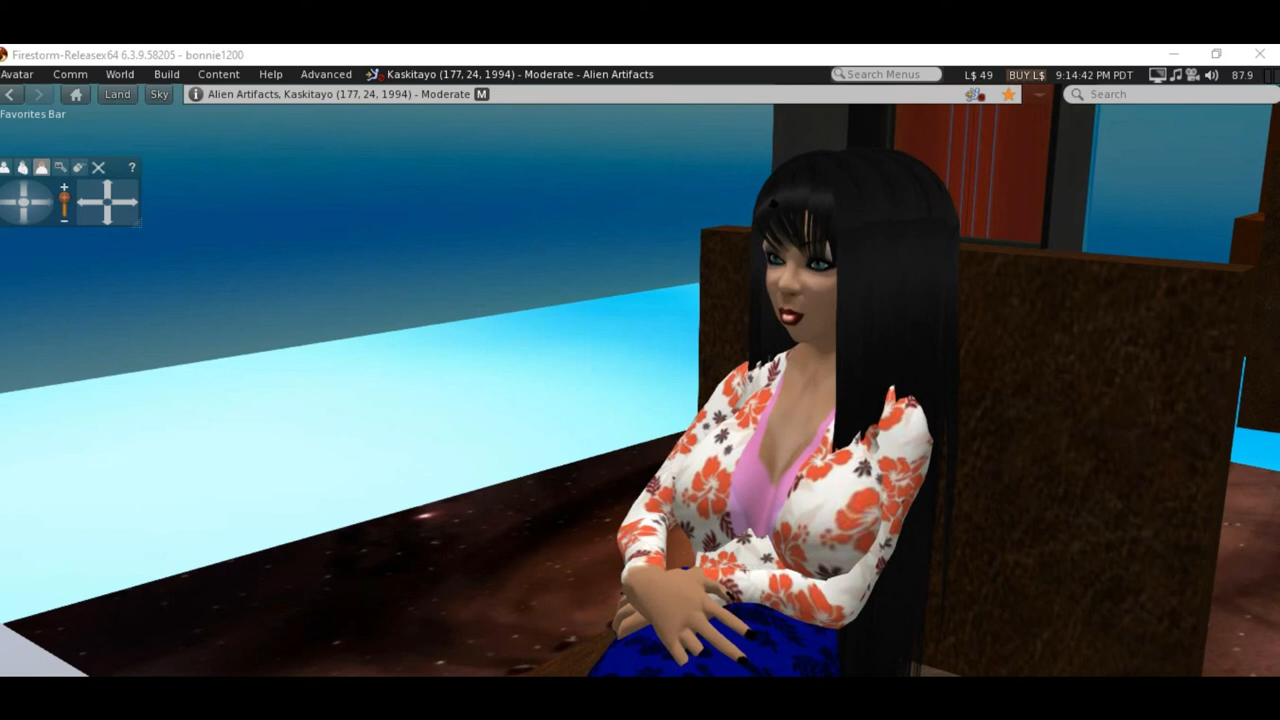 Firestorm-Releasex64 6.3.9.58205 - bonnie1200
Avatar Comm World Build Content Help Advanced Kaskitayo (177, 24, 1994) - Moderate - Alien Artifacts Search Menus L$ 49 BUY L$ 9:14:42 PM PDT 87.9
Land Sky Alien Artifacts, Kaskitayo (177, 24, 1994) - Moderate M Search
Favorites Bar
?